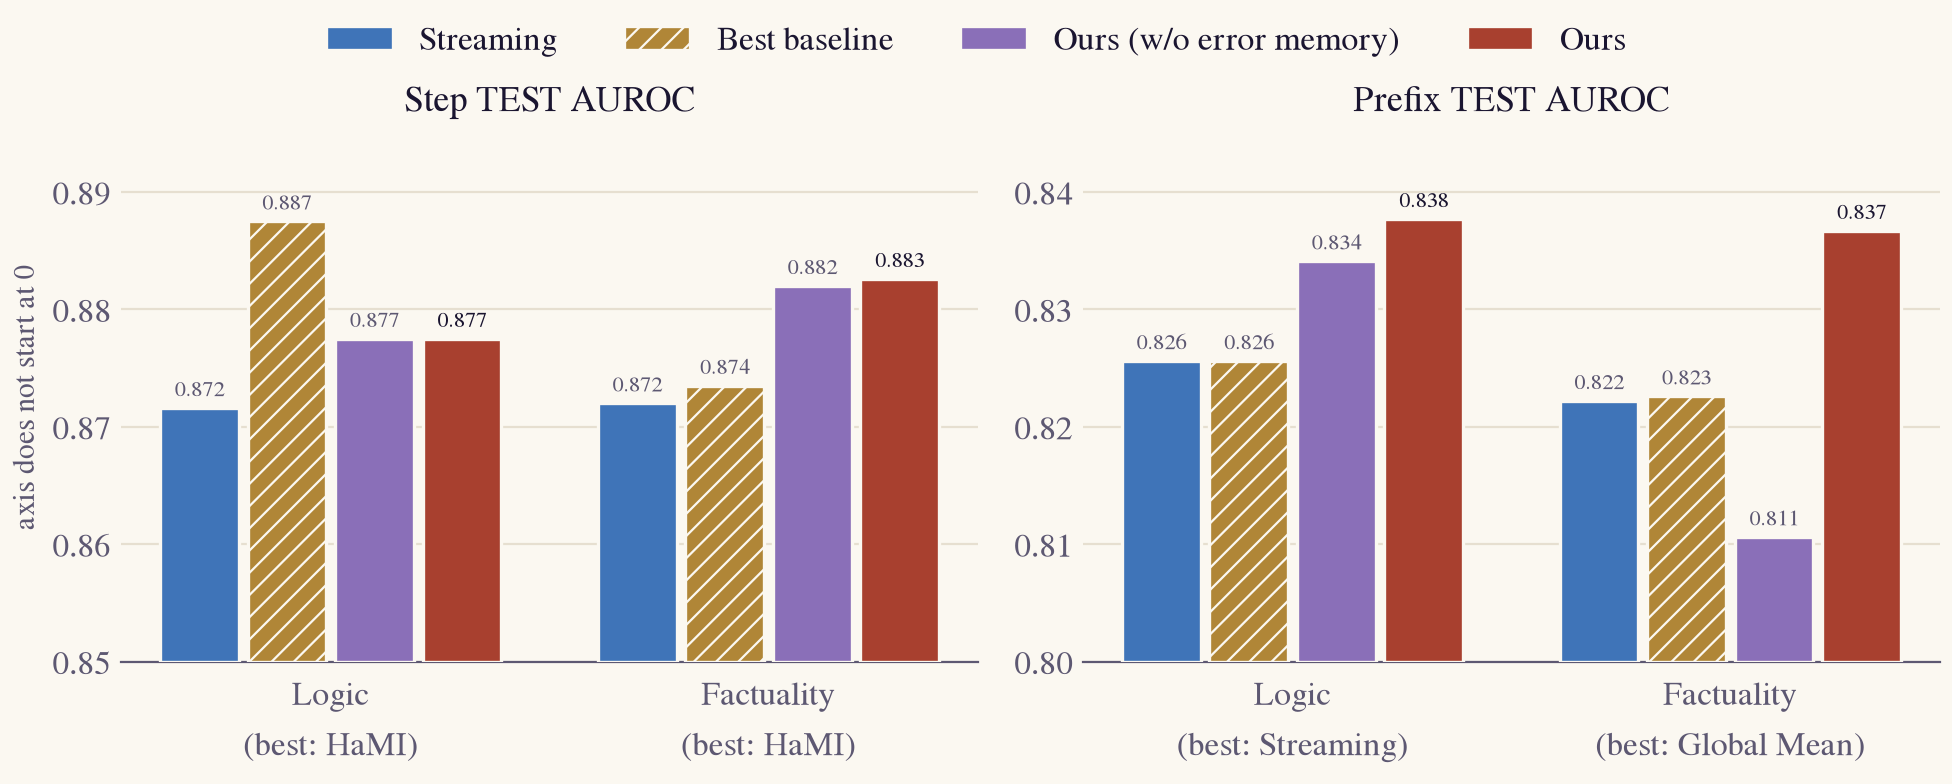 Streaming
Best baseline
Ours (w/o error memory)
Ours
Step TEST AUROC
axis does not start at 0
0.89
0.88
0.87
0.86
0.85
0.872
0.887
0.877
0.877
0.872
0.874
0.882
0.883
Logic
(best: HaMI)
Factuality
(best: HaMI)
Prefix TEST AUROC
0.84
0.83
0.82
0.81
0.80
0.826
0.826
0.834
0.838
0.822
0.823
0.811
0.837
Logic
(best: Streaming)
Factuality
(best: Global Mean)